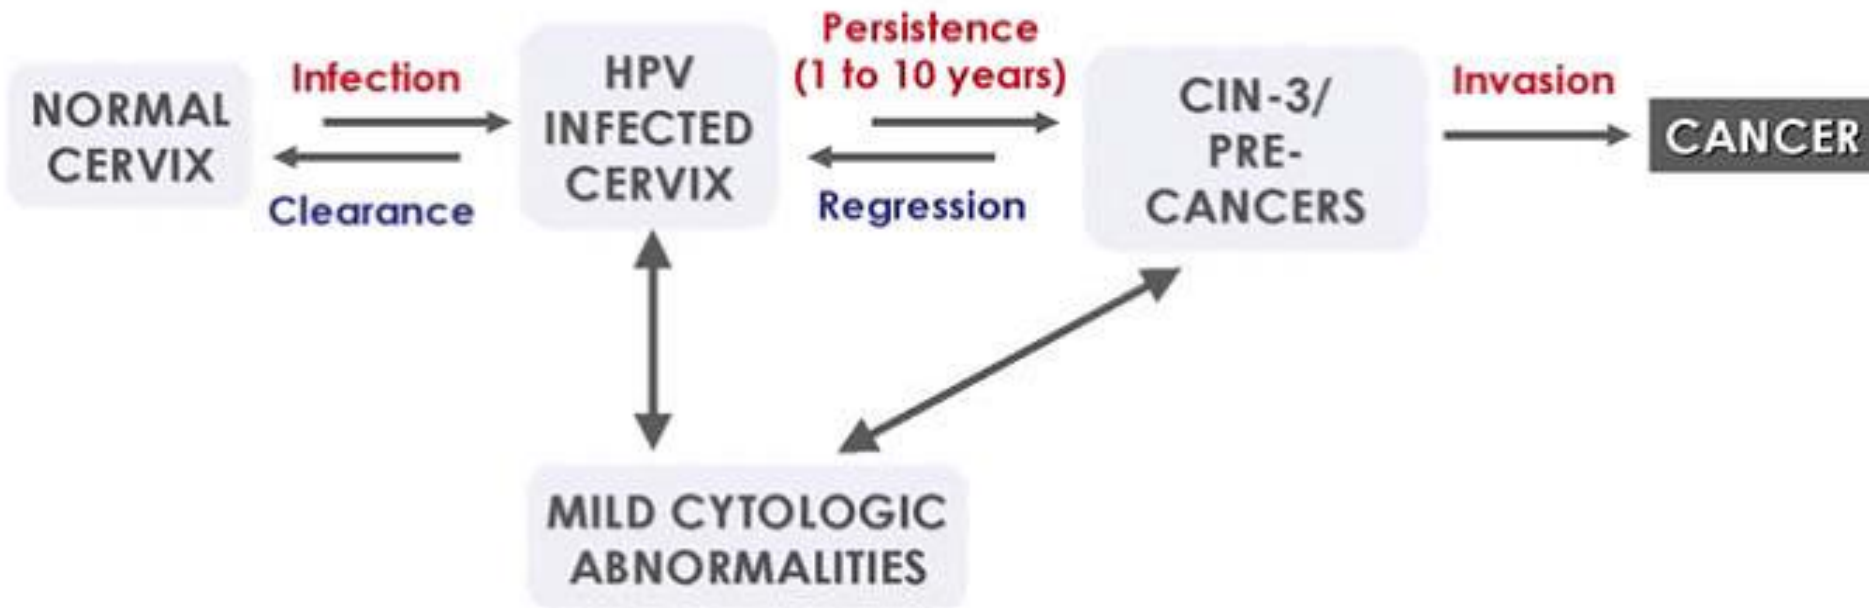 NORMAL
CERVIX
Infection
Clearance
HPV
INFECTED
CERVIX
Persistence
(1 to 10 years)
Regression
CIN-3/
PRE-
CANCERS
Invasion
CANCER
MILD CYTOLOGIC
ABNORMALITIES